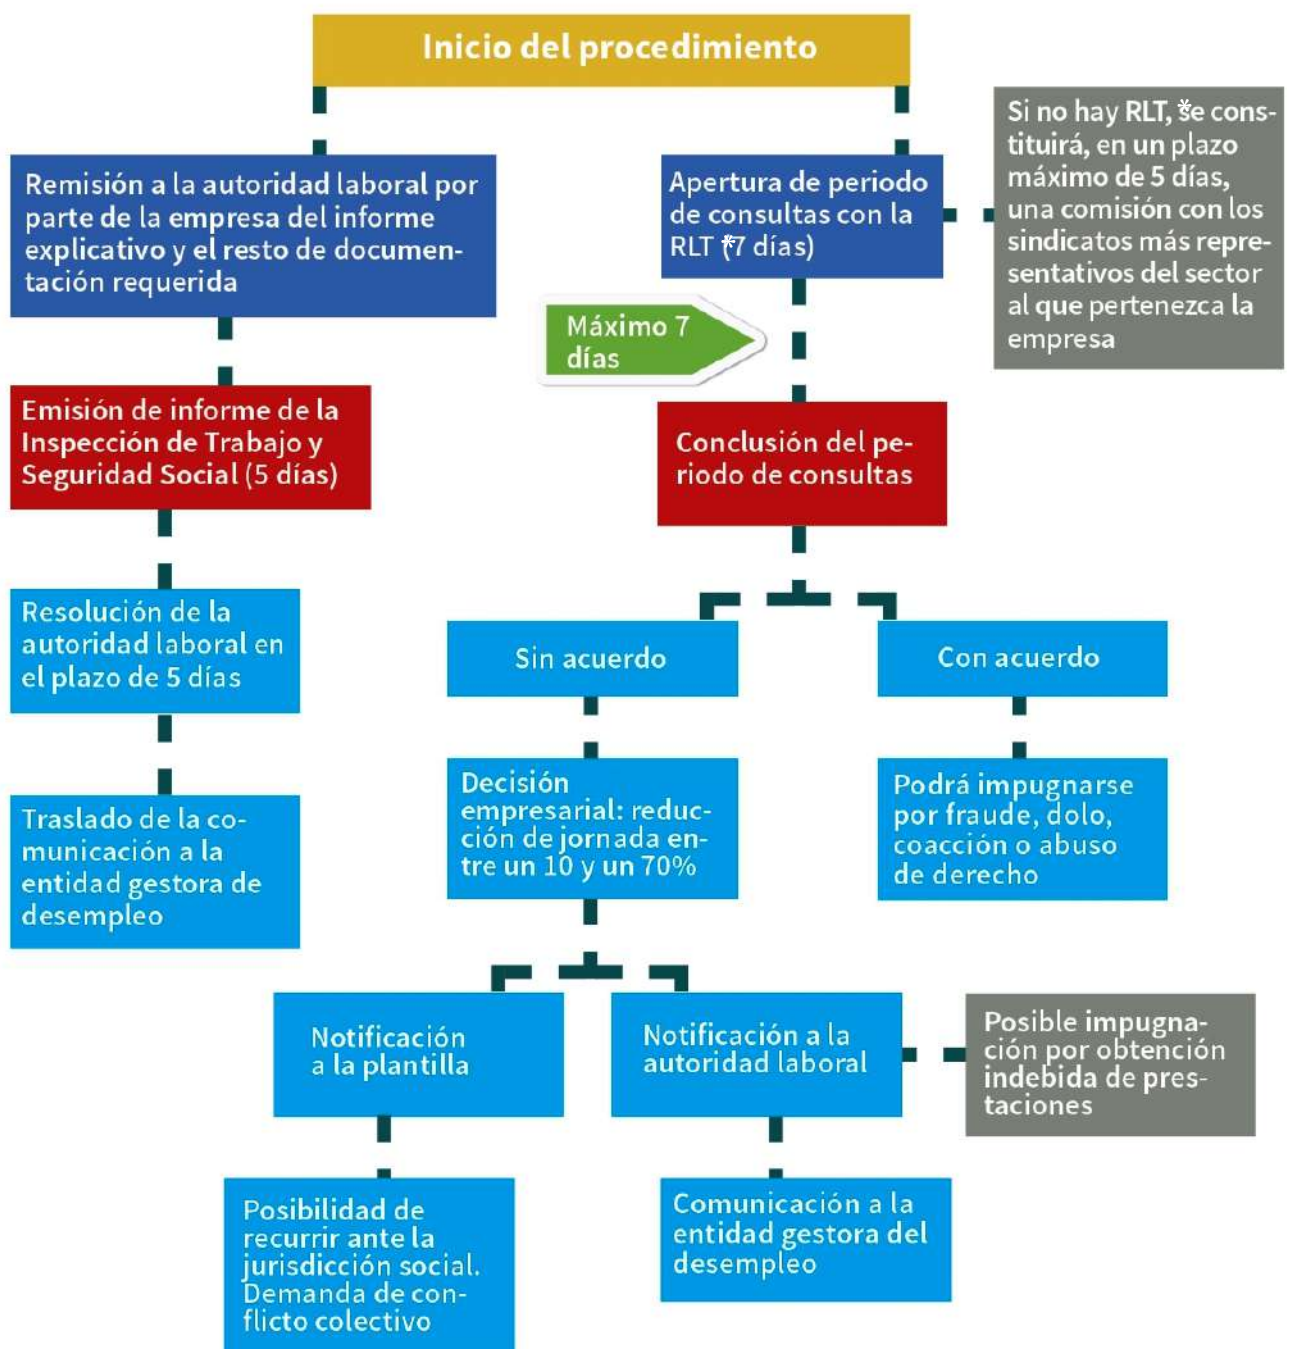 Inicio del procedimiento
Remisión a la autoridad laboral por
parte de la empresa del informe
explicativo y el resto de documen-
tación requerida
Apertura de periodo
de consultas con la
RLT *(7 días)
Si no hay RLT,* se cons-
tituirá, en un plazo
máximo de 5 días,
una comisión con los
sindicatos más repre-
sentativos del sector
al que pertenezca la
empresa
Máximo 7
días
Emisión de informe de la
Inspección de Trabajo y
Seguridad Social (5 días)
Conclusión del pe-
riodo de consultas
Resolución de la
autoridad laboral en
el plazo de 5 días
Sin acuerdo
Con acuerdo
Traslado de la co-
municación a la
entidad gestora de
desempleo
Decisión
empresarial: reduc-
ción de jornada en-
tre un 10 y un 70%
Podrá impugnarse
por fraude, dolo,
coacción o abuso
de derecho
Notificación
a la plantilla
Notificación a la
autoridad laboral
Posible impugna-
ción por obtención
indebida de pres-
taciones
Posibilidad de
recurrir ante la
jurisdicción social.
Demanda de con-
flicto colectivo
Comunicación a la
entidad gestora del
desempleo